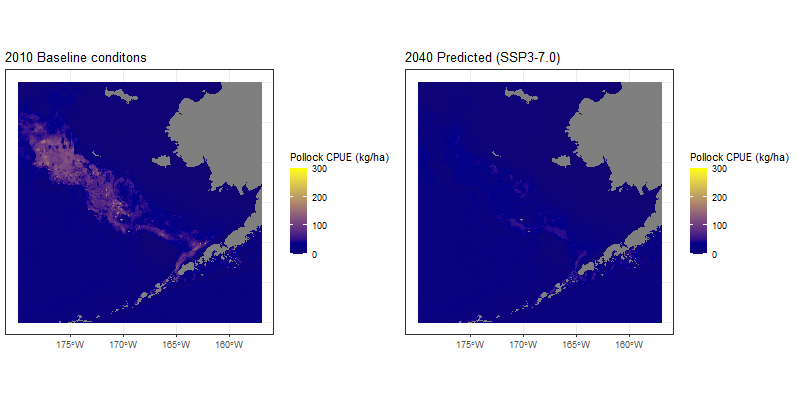 2010 Baseline conditons
Pollock CPUE (kg/ha)
300
200
100
0
175°W
170°W
165°W
160°W
2040 Predicted (SSP3-7.0)
Pollock CPUE (kg/ha)
300
200
100
0
175°W
170°W
165°W
160°W